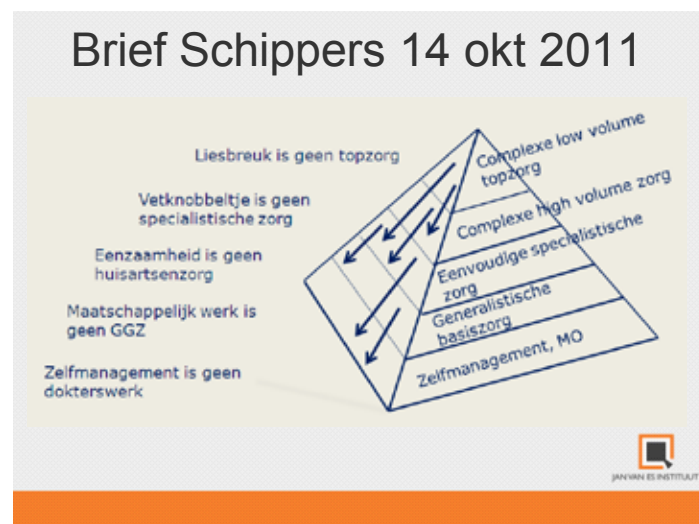 Brief Schippers 14 okt 2011
Liesbreuk is geen topzorg
Vetknobbeltje is geen
specialistische zorg
Eenzaamheid is geen
huisartsenzorg
Maatschappelijk werk is
geen GGZ
Zelfmanagement is geen
dokterswerk
Complexe low volume
topzorg
Complexe high volume zorg
Eenvoudige specialistische
zorg
Generalistische
basiszorg
Zelfmanagement, MO
JAN VAN ES INSTITUUT